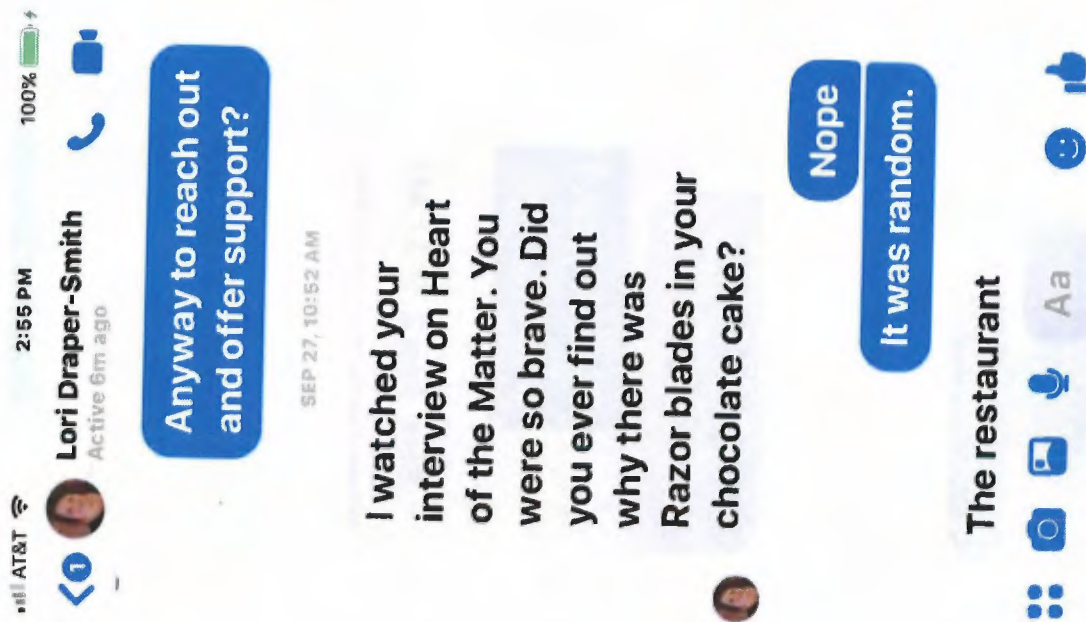 AT&T 2:55 PM 100%
1
Lori Draper-Smith
Active 6m ago
Anyway to reach out
and offer support?
SEP 27, 10:52 AM
I watched your
interview on Heart
of the Matter. You
were so brave. Did
you ever find out
why there was
Razor blades in your
chocolate cake?
Nope
It was random.
The restaurant
Aa